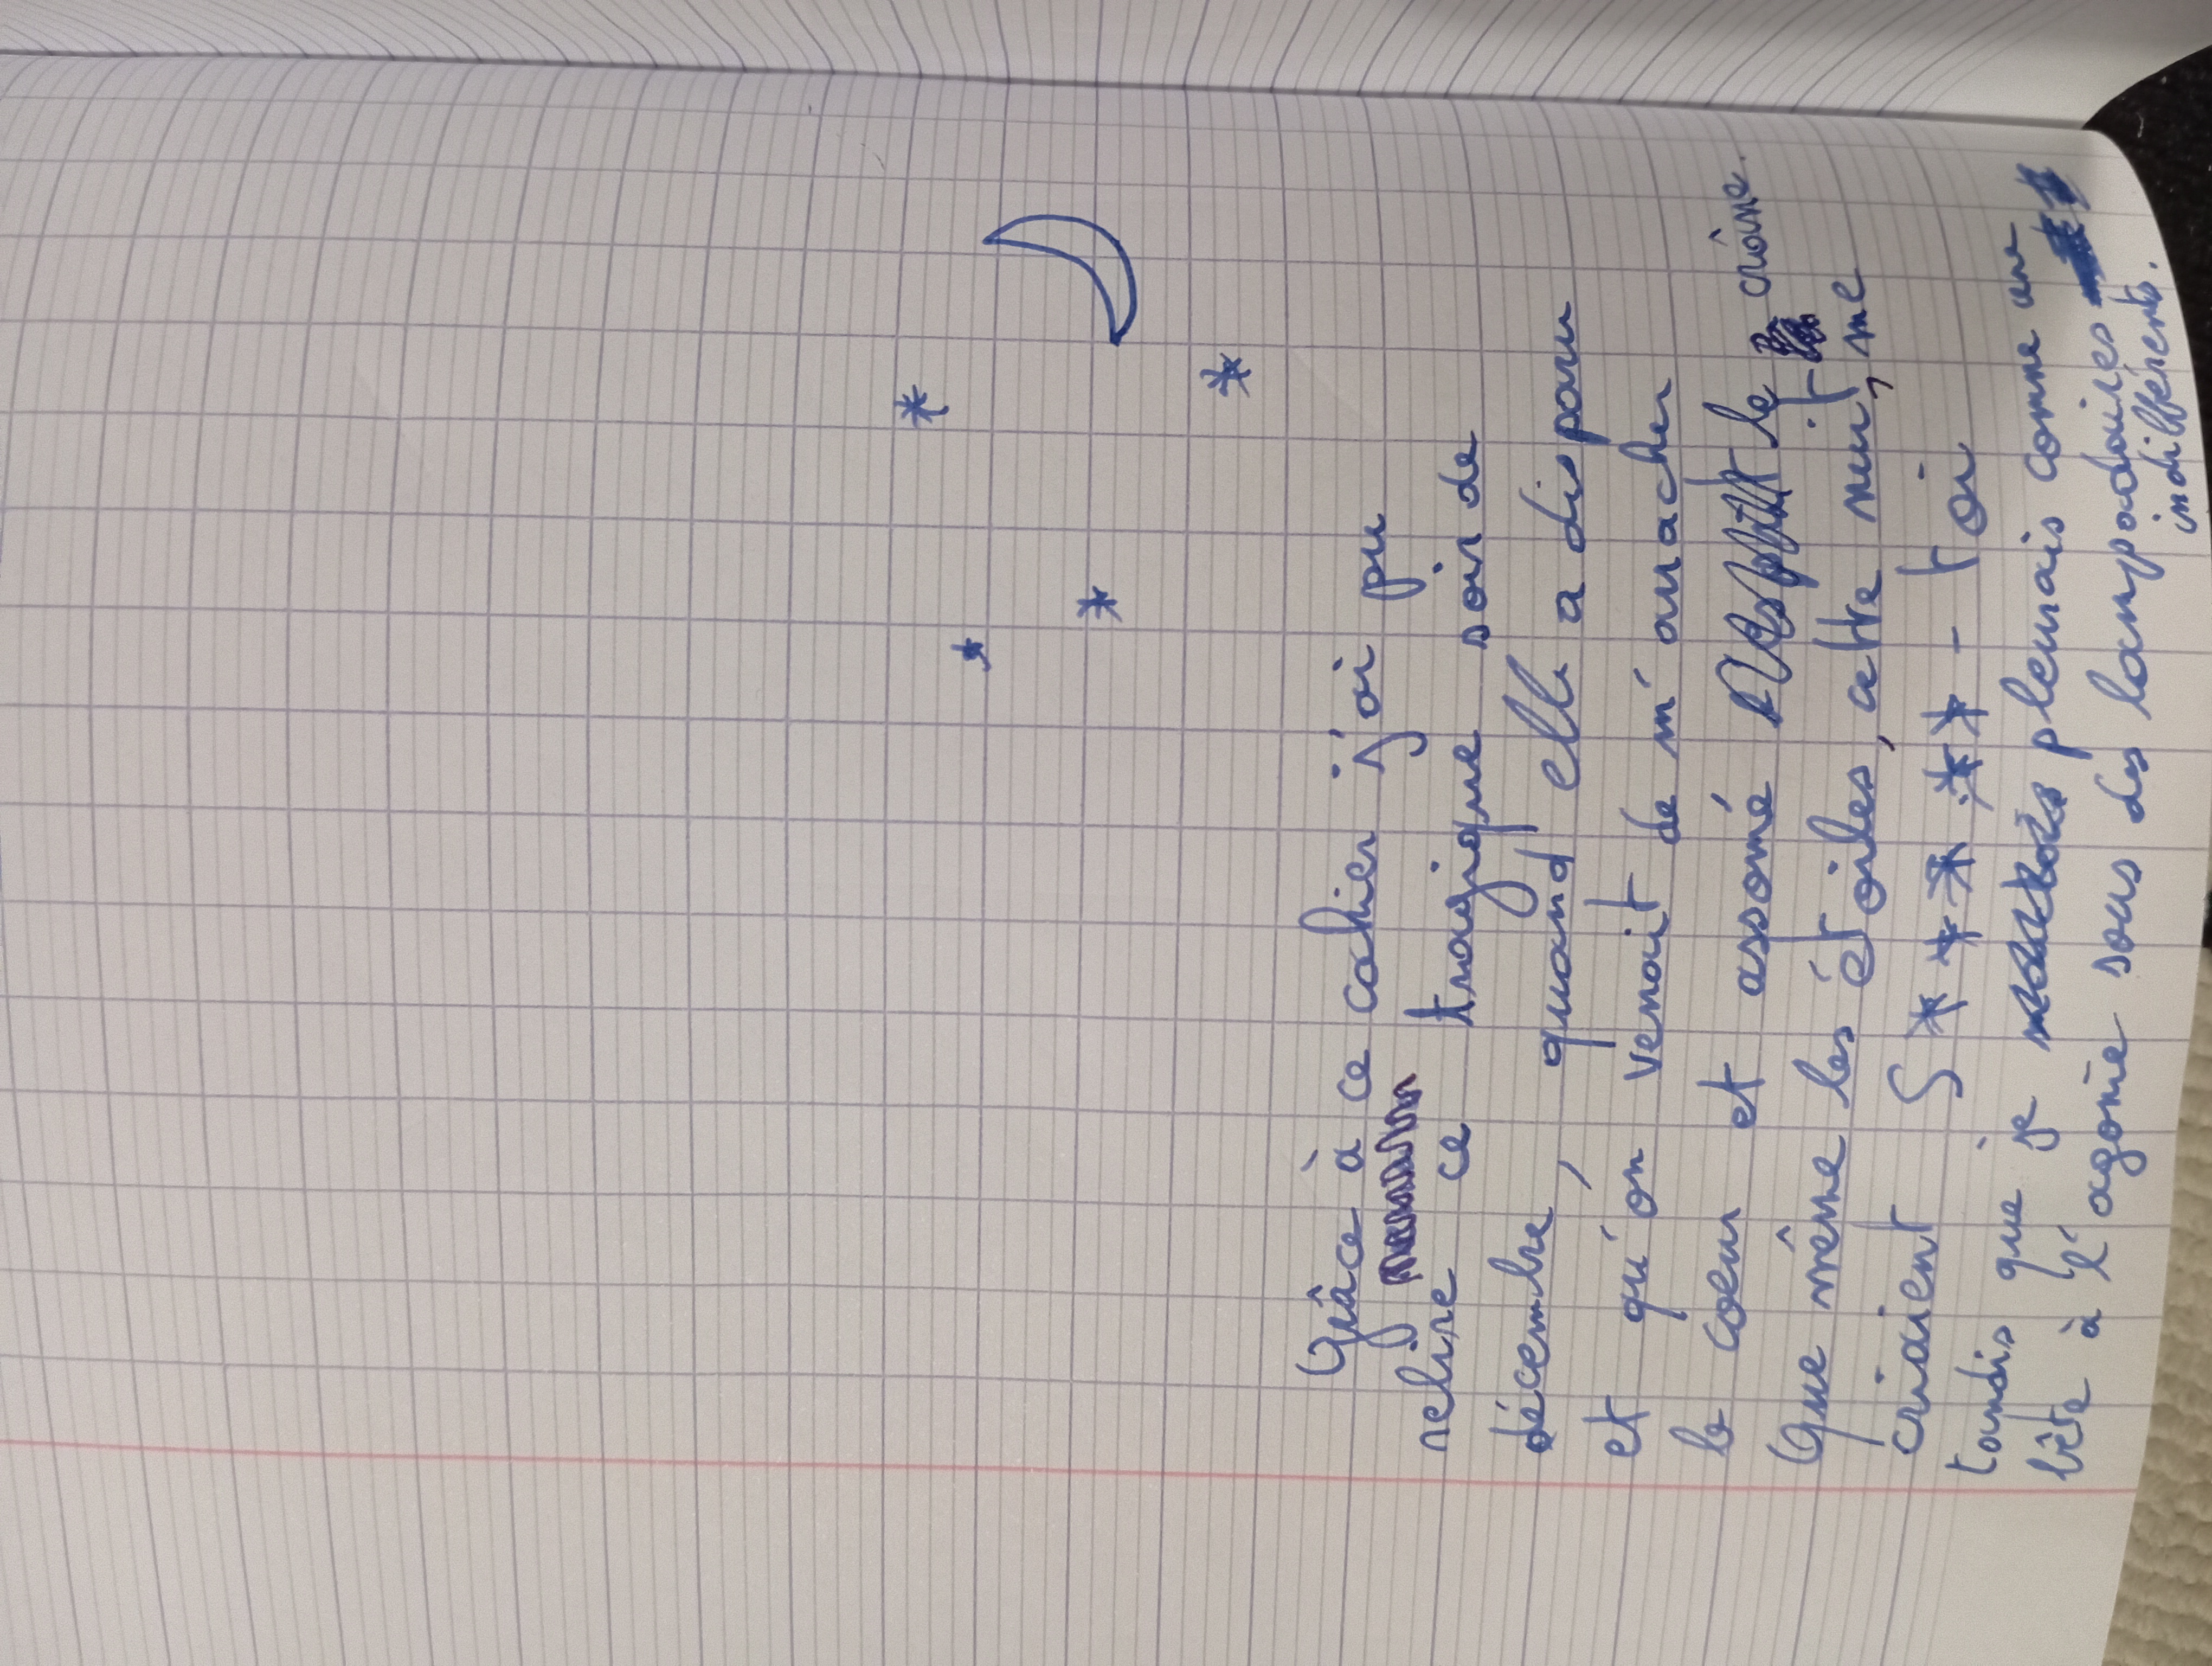 Grâce à ce cahier j'ai pu
relire ce tragique soir de
décembre, quand elle a disparu
et qu'on venait de m'arracher
le coeur et assomé le crâne.
Que même les étoiles, cette nuit, me
criaient S******-toi
tandis que je pleurais comme une
bête à l'agonie sous des lampadaires
indifférents.